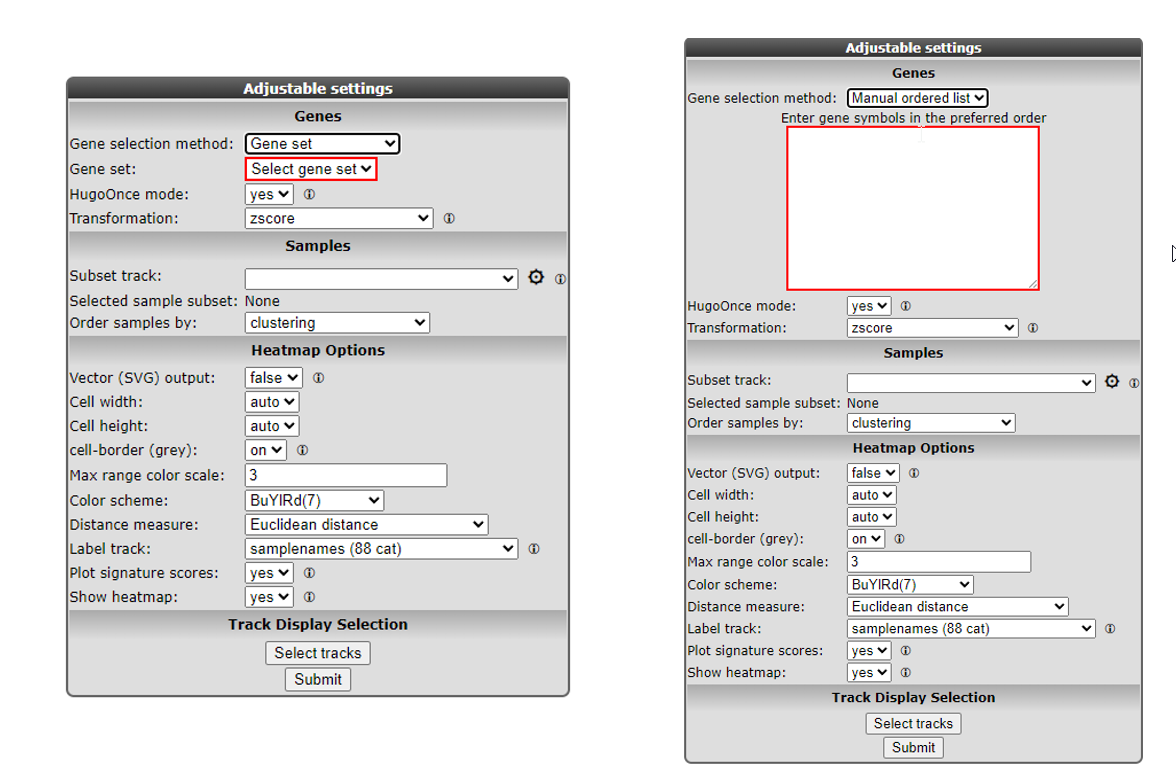 Adjustable settings
Genes
Gene selection method: Gene set
Gene set: Select gene set
HugoOnce mode: yes
Transformation: zscore
Samples
Subset track:
Selected sample subset: None
Order samples by: clustering
Heatmap Options
Vector (SVG) output: false
Cell width: auto
Cell height: auto
cell-border (grey): on
Max range color scale: 3
Color scheme: BuYlRd(7)
Distance measure: Euclidean distance
Label track: samplenames (88 cat)
Plot signature scores: yes
Show heatmap: yes
Track Display Selection
Select tracks
Submit
Adjustable settings
Genes
Gene selection method: Manual ordered list
Enter gene symbols in the preferred order
HugoOnce mode: yes
Transformation: zscore
Samples
Subset track:
Selected sample subset: None
Order samples by: clustering
Heatmap Options
Vector (SVG) output: false
Cell width: auto
Cell height: auto
cell-border (grey): on
Max range color scale: 3
Color scheme: BuYlRd(7)
Distance measure: Euclidean distance
Label track: samplenames (88 cat)
Plot signature scores: yes
Show heatmap: yes
Track Display Selection
Select tracks
Submit